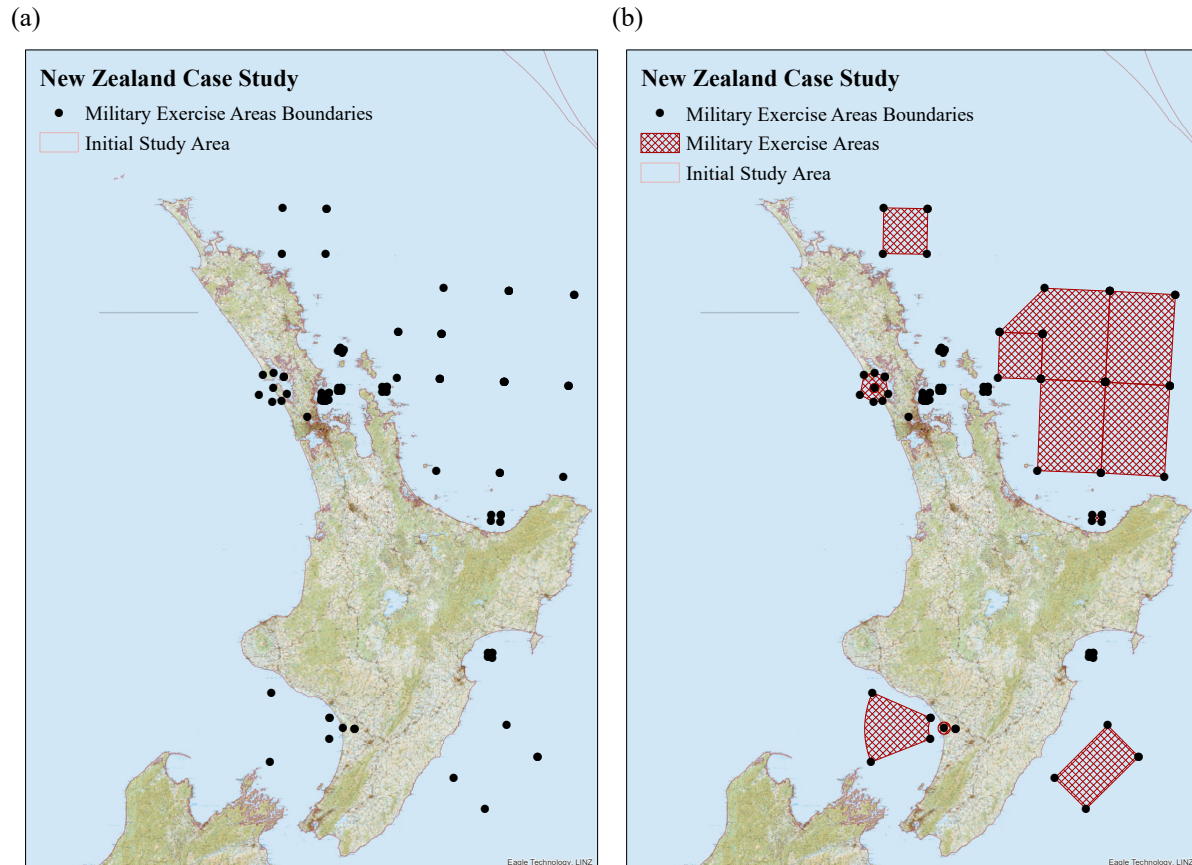 (a)
New Zealand Case Study
Military Exercise Areas Boundaries
Initial Study Area
Eagle Technology, LINZ
(b)
New Zealand Case Study
Military Exercise Areas Boundaries
Military Exercise Areas
Initial Study Area
Eagle Technology, LINZ